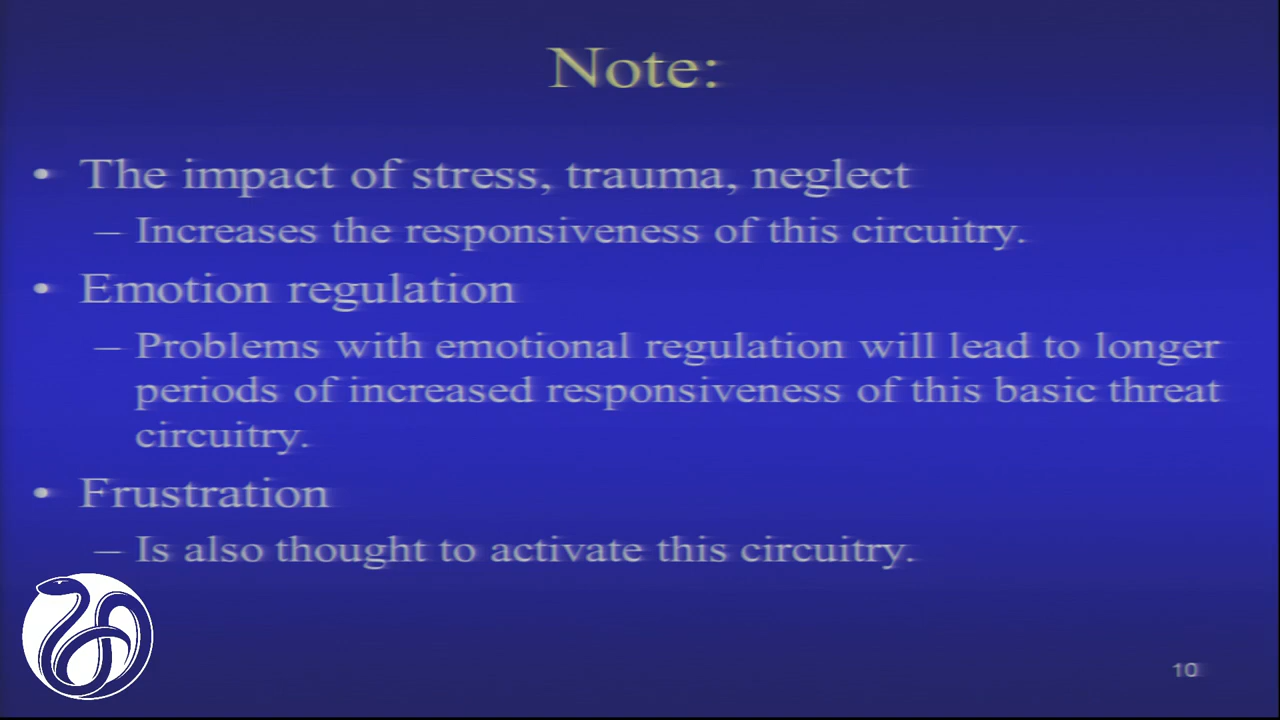 Note:
• The impact of stress, trauma, neglect
– Increases the responsiveness of this circuitry.
• Emotion regulation
– Problems with emotional regulation will lead to longer
periods of increased responsiveness of this basic threat
circuitry.
• Frustration
– Is also thought to activate this circuitry.
10